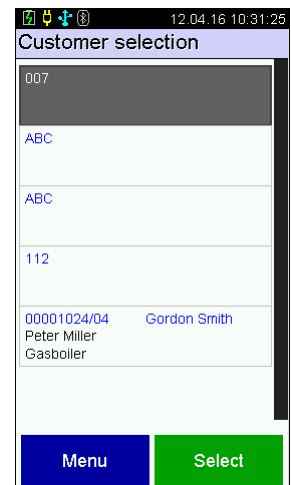 12.04.16 10:31:25
Customer selection
007
ABC
ABC
112
00001024/04 Gordon Smith
Peter Miller
Gasboiler
Menu Select